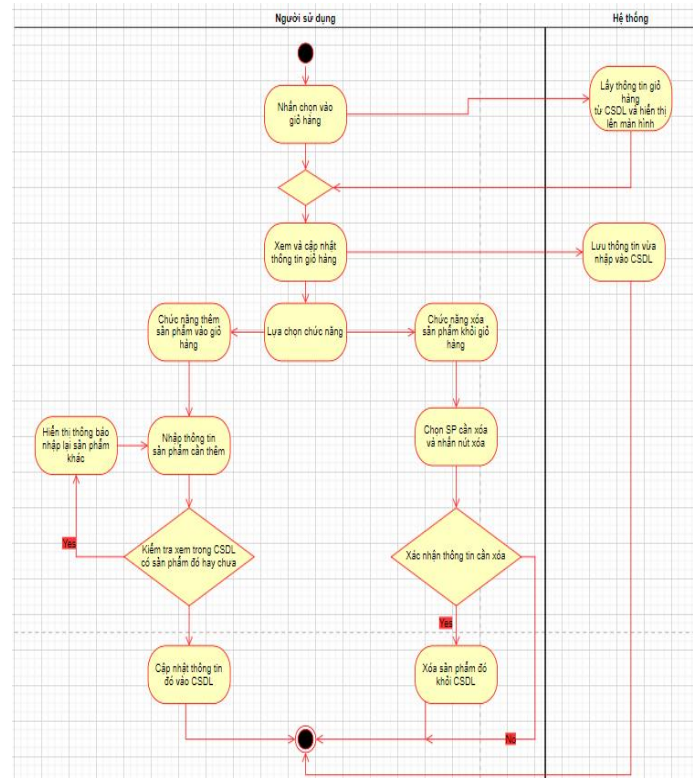 Người sử dụng
Hệ thống
Nhấn chọn vào
giỏ hàng
Lấy thông tin giỏ
hàng
từ CSDL và hiển thị
lên màn hình
Xem và cập nhật
thông tin giỏ hàng
Lưu thông tin vừa
nhập vào CSDL
Chức năng thêm
sản phẩm vào giỏ
hàng
Lựa chọn chức năng
Chức năng xóa
sản phẩm khỏi giỏ
hàng
Hiển thị thông báo
nhập lại sản phẩm
khác
Nhập thông tin
sản phẩm cần thêm
Chọn SP cần xóa
và nhấn nút xóa
Yes
Kiểm tra xem trong CSDL
có sản phẩm đó hay chưa
Xác nhận thông tin cần xóa
Yes
Cập nhật thông tin
đó vào CSDL
Xóa sản phẩm đó
khỏi CSDL
No